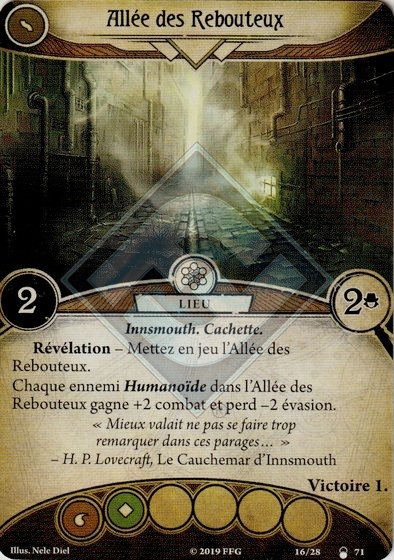 Allée des Rebouteux
2
LIEU
2
Innsmouth. Cachette.
Révélation – Mettez en jeu l'Allée des
Rebouteux.
Chaque ennemi Humanoïde dans l'Allée des
Rebouteux gagne +2 combat et perd –2 évasion.
« Mieux valait ne pas se faire trop
remarquer dans ces parages… »
– H. P. Lovecraft, Le Cauchemar d'Innsmouth
Victoire 1.
Illus. Nele Diel
© 2019 FFG
16/28
71